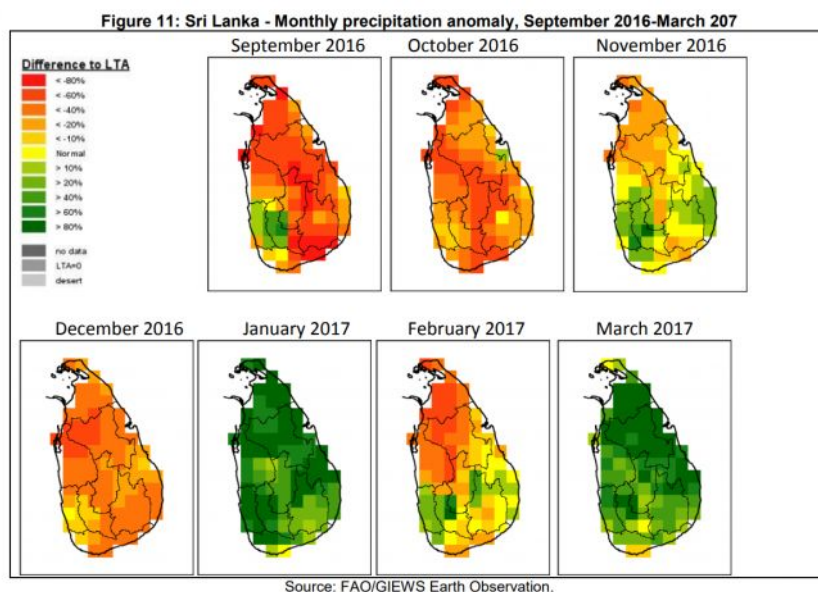 Figure 11: Sri Lanka - Monthly precipitation anomaly, September 2016-March 207
September 2016 October 2016 November 2016
Difference to LTA
< -80%
< -60%
< -40%
< -20%
< -10%
Normal
> 10%
> 20%
> 40%
> 60%
> 80%
no data
LTA=0
desert
December 2016 January 2017 February 2017 March 2017
Source: FAO/GIEWS Earth Observation.